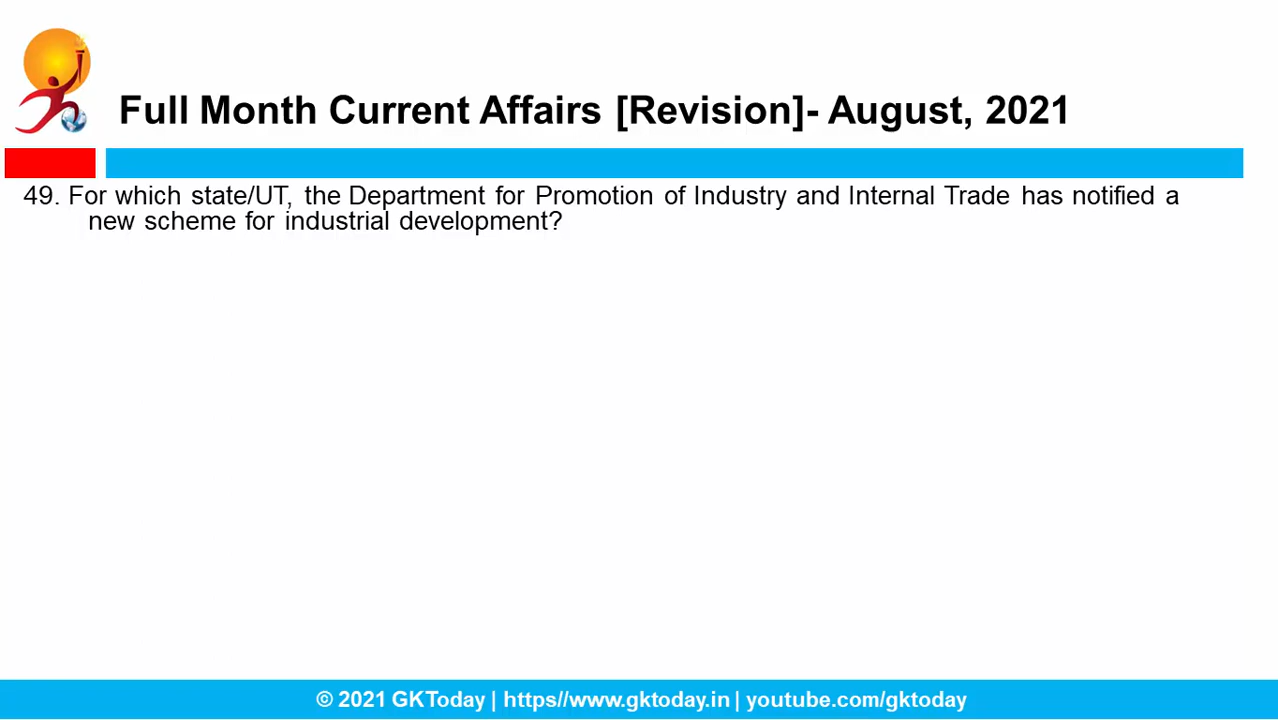 Full Month Current Affairs [Revision]- August, 2021
49. For which state/UT, the Department for Promotion of Industry and Internal Trade has notified a
new scheme for industrial development?
© 2021 GKToday | https//www.gktoday.in | youtube.com/gktoday